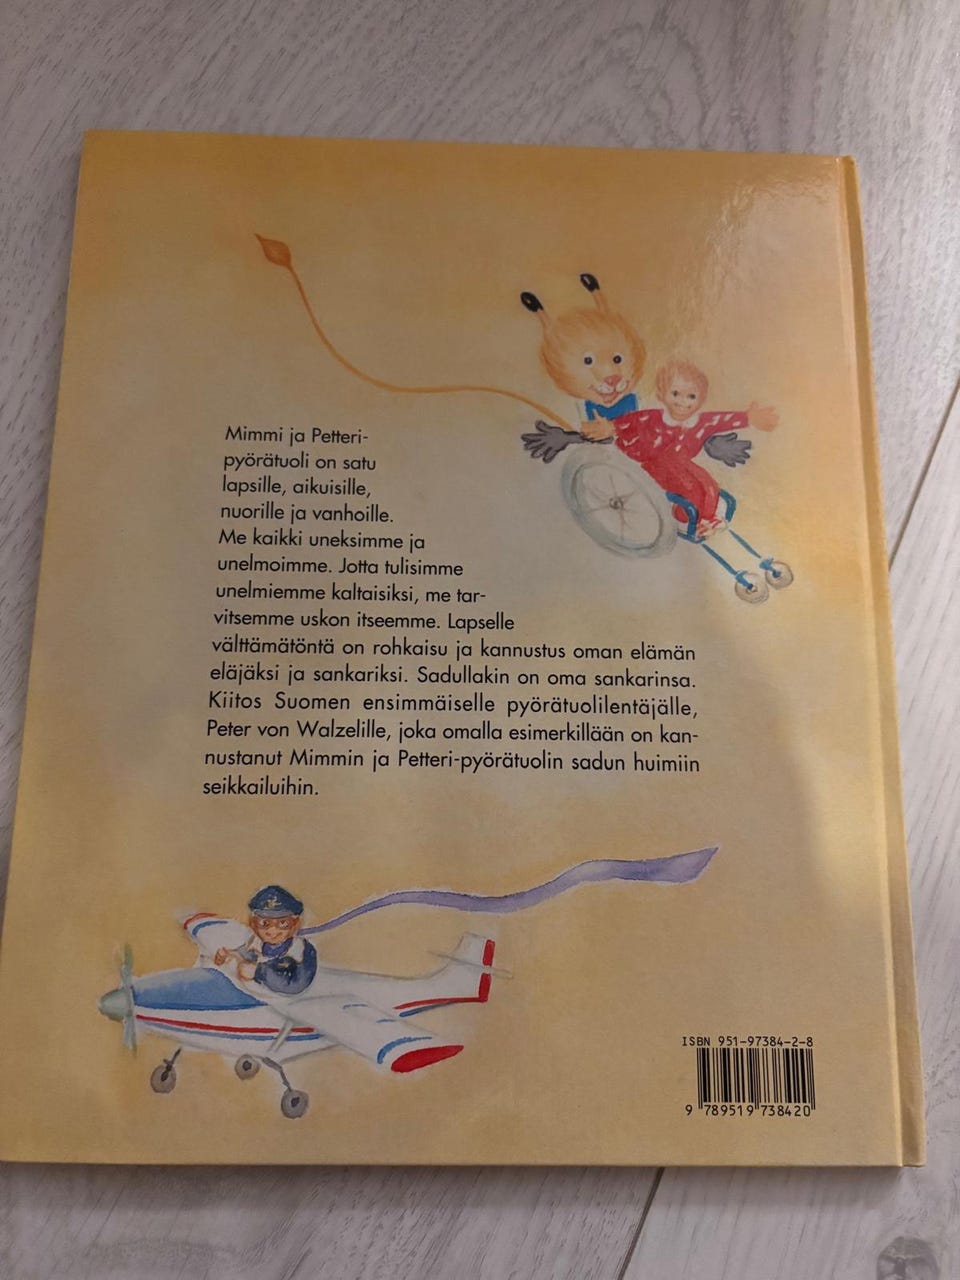 Mimmi ja Petteri-
pyörätuoli on satu
lapsille, aikuisille,
nuorille ja vanhoille.
Me kaikki uneksimme ja
unelmoimme. Jotta tulisimme
unelmiemme kaltaisiksi, me tar-
vitsemme uskon itseemme. Lapselle
välttämätöntä on rohkaisu ja kannustus oman elämän
eläjäksi ja sankariksi. Sadullakin on oma sankarinsa.
Kiitos Suomen ensimmäiselle pyörätuolilentäjälle,
Peter von Walzelille, joka omalla esimerkillään on kan-
nustanut Mimmin ja Petteri-pyörätuolin sadun huimiin
seikkailuihin.
ISBN 951-97384-2-8
9 789519 738420